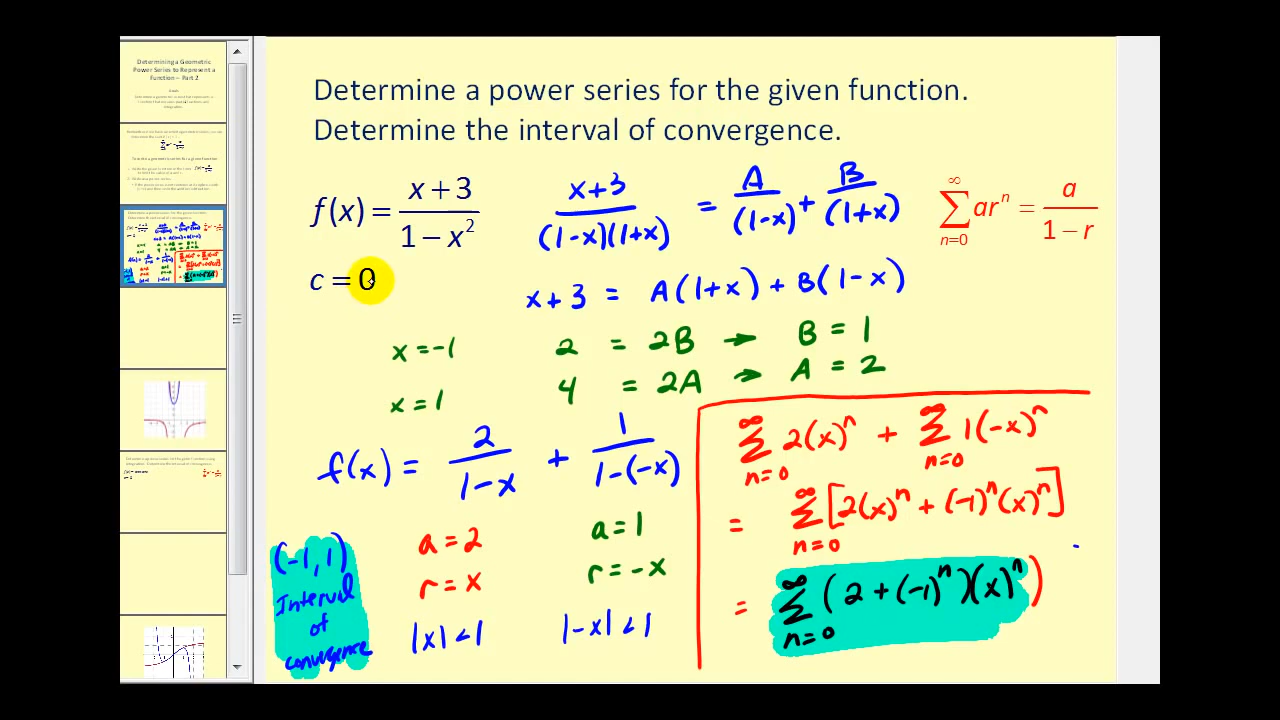 Determining a Geometric
Power Series to Represent a
Function – Part 2
Determine a power series for the given function.
Determine the interval of convergence.
f(x) = (x + 3)/(1 − x²)
(x+3)/((1-x)(1+x)) = A/(1-x) + B/(1+x)
∑_{n=0}^{∞} arⁿ = a/(1 − r)
c = 0
x+3 = A(1+x) + B(1-x)
x = -1 2 = 2B → B = 1
x = 1 4 = 2A → A = 2
f(x) = 2/(1-x) + 1/(1-(-x))
a = 2 a = 1
r = x r = -x
|x| < 1 |-x| < 1
(-1, 1)
Interval
of
convergence
∑_{n=0}^{∞} 2(x)ⁿ + ∑_{n=0}^{∞} 1(-x)ⁿ
= ∑_{n=0}^{∞} [2(x)ⁿ + (-1)ⁿ(x)ⁿ]
= ∑_{n=0}^{∞} (2 + (-1)ⁿ)(x)ⁿ)